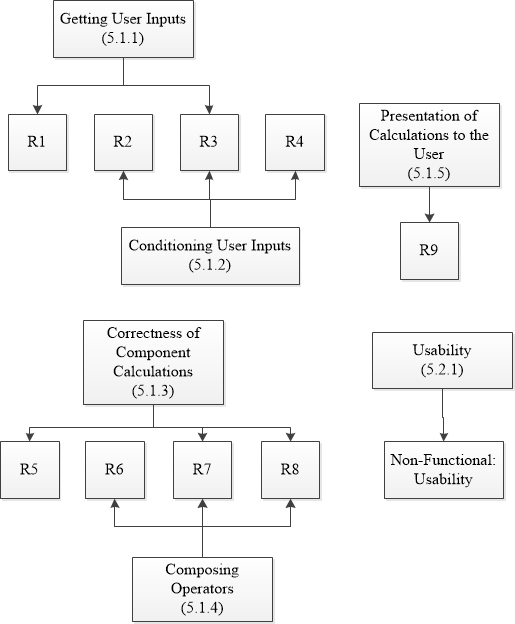 Getting User Inputs
(5.1.1)
R1
R2
R3
R4
Conditioning User Inputs
(5.1.2)
Presentation of
Calculations to the
User
(5.1.5)
R9
Correctness of
Component
Calculations
(5.1.3)
R5
R6
R7
R8
Composing
Operators
(5.1.4)
Usability
(5.2.1)
Non-Functional:
Usability